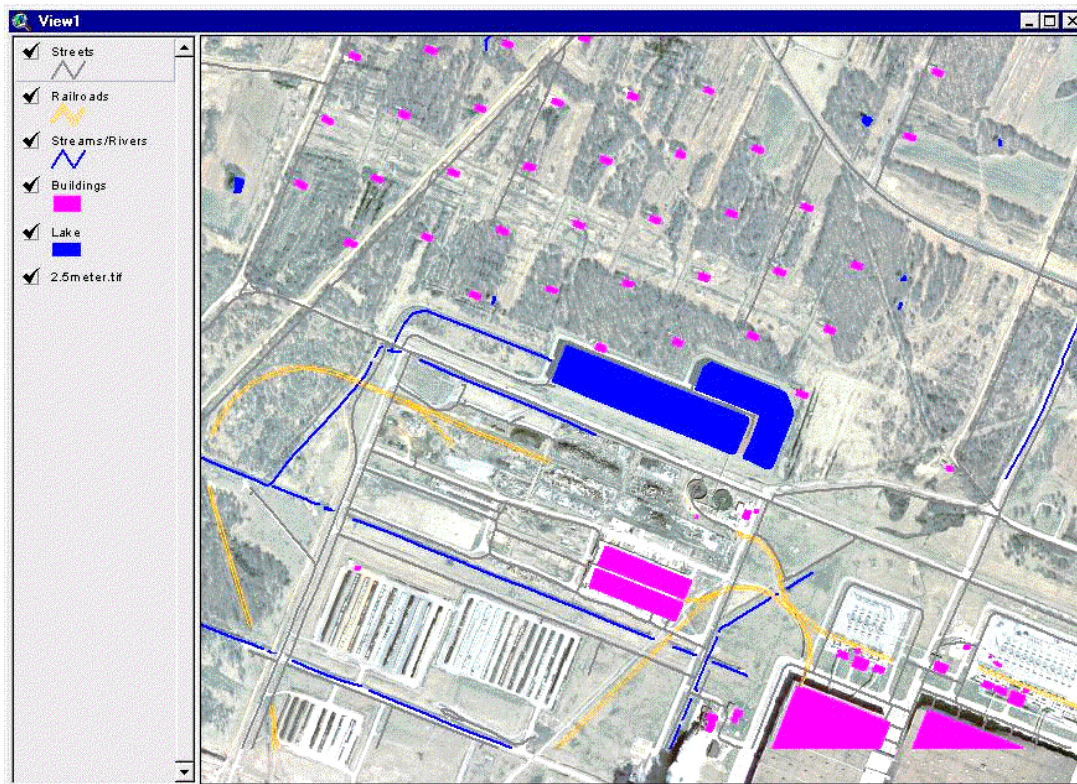 View1
Streets
Railroads
Streams/Rivers
Buildings
Lake
2.5meter.tif